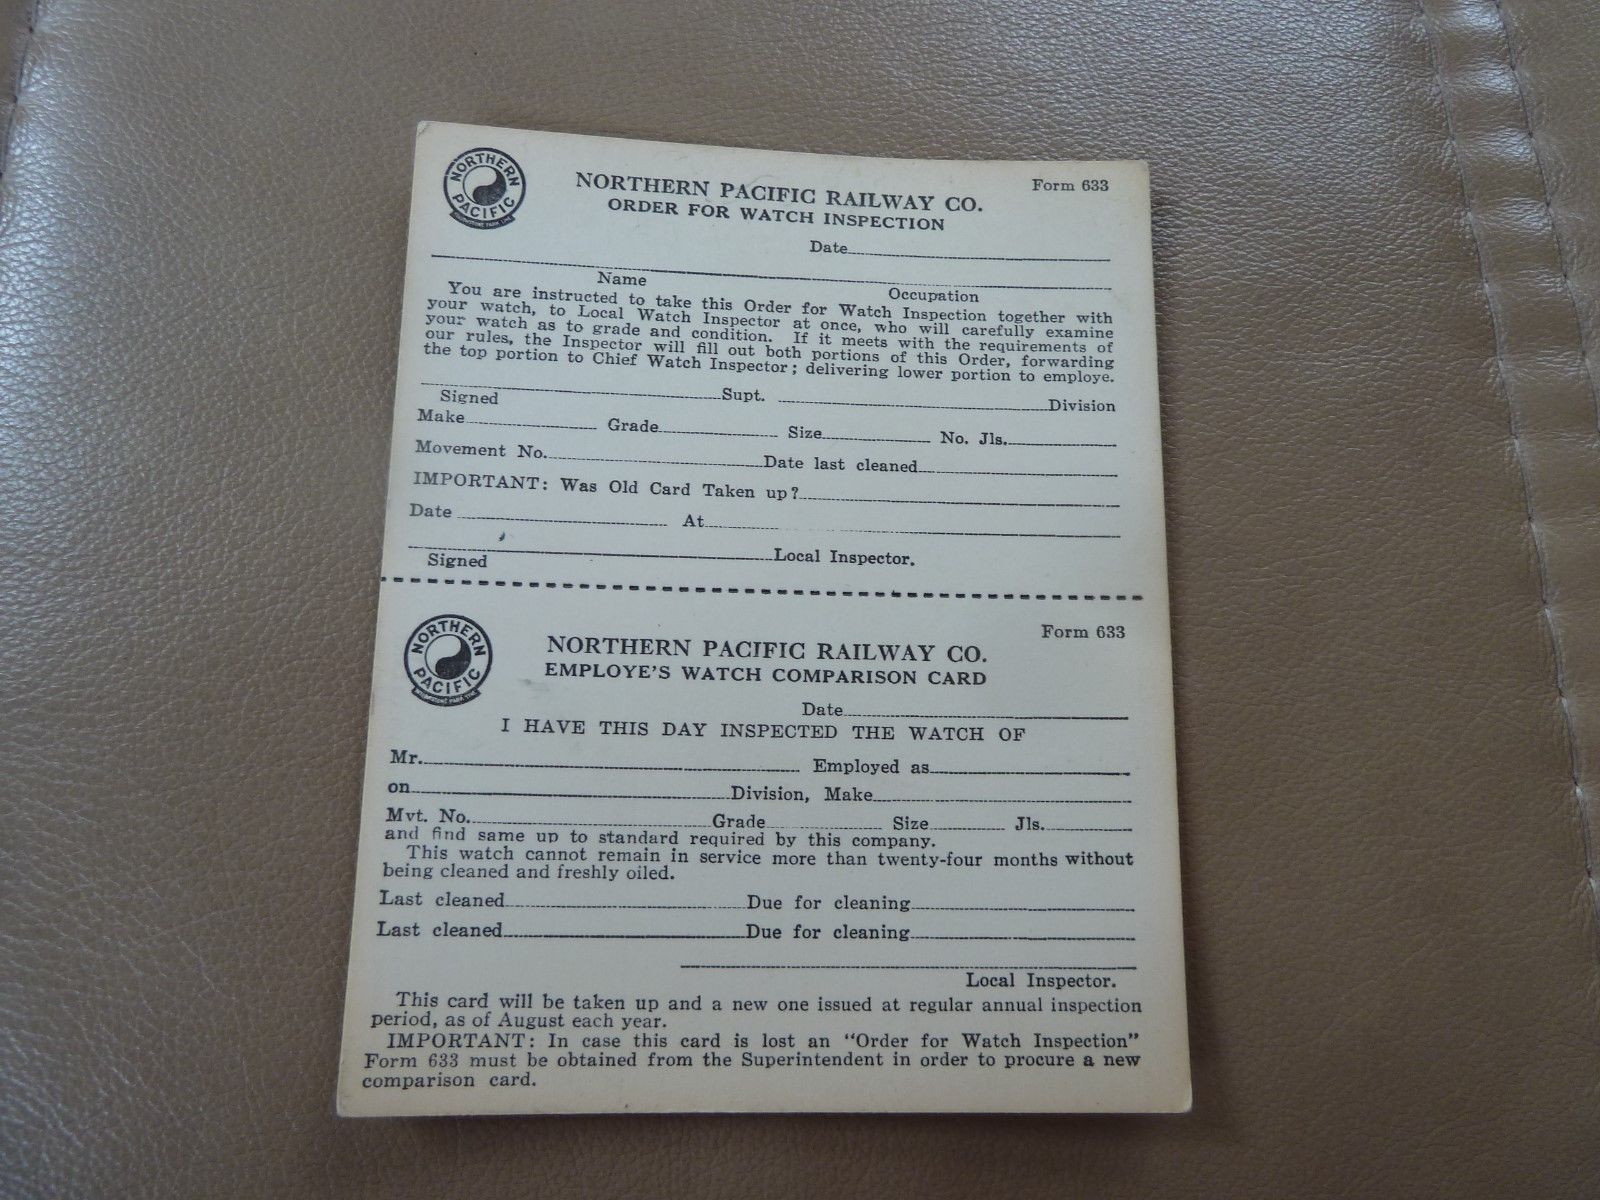 NORTHERN PACIFIC
NORTHERN PACIFIC RAILWAY CO.
Form 633
ORDER FOR WATCH INSPECTION
Date
Name Occupation
You are instructed to take this Order for Watch Inspection together with
your watch, to Local Watch Inspector at once, who will carefully examine
your watch as to grade and condition. If it meets with the requirements of
our rules, the Inspector will fill out both portions of this Order, forwarding
the top portion to Chief Watch Inspector; delivering lower portion to employe.
Signed Supt. Division
Make Grade Size No. Jls.
Movement No. Date last cleaned
IMPORTANT: Was Old Card Taken up?
Date At
Signed Local Inspector.
NORTHERN PACIFIC
Form 633
NORTHERN PACIFIC RAILWAY CO.
EMPLOYE'S WATCH COMPARISON CARD
Date
I HAVE THIS DAY INSPECTED THE WATCH OF
Mr. Employed as
on Division, Make
Mvt. No. Grade Size Jls.
and find same up to standard required by this company.
This watch cannot remain in service more than twenty-four months without
being cleaned and freshly oiled.
Last cleaned Due for cleaning
Last cleaned Due for cleaning
Local Inspector.
This card will be taken up and a new one issued at regular annual inspection
period, as of August each year.
IMPORTANT: In case this card is lost an "Order for Watch Inspection"
Form 633 must be obtained from the Superintendent in order to procure a new
comparison card.